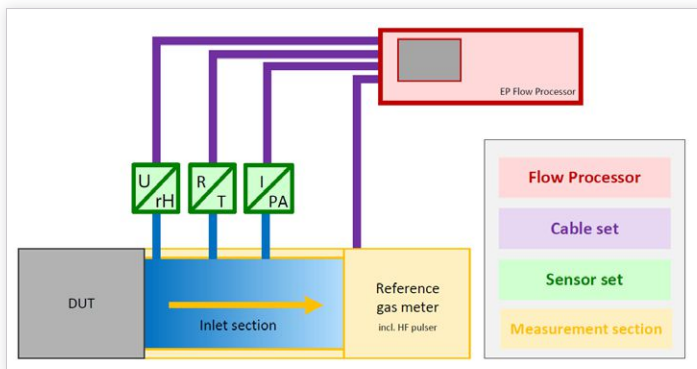 EP Flow Processor
U
rH
R
T
I
PA
Flow Processor
Cable set
Sensor set
Measurement section
DUT
Inlet section
Reference
gas meter
incl. HF pulser